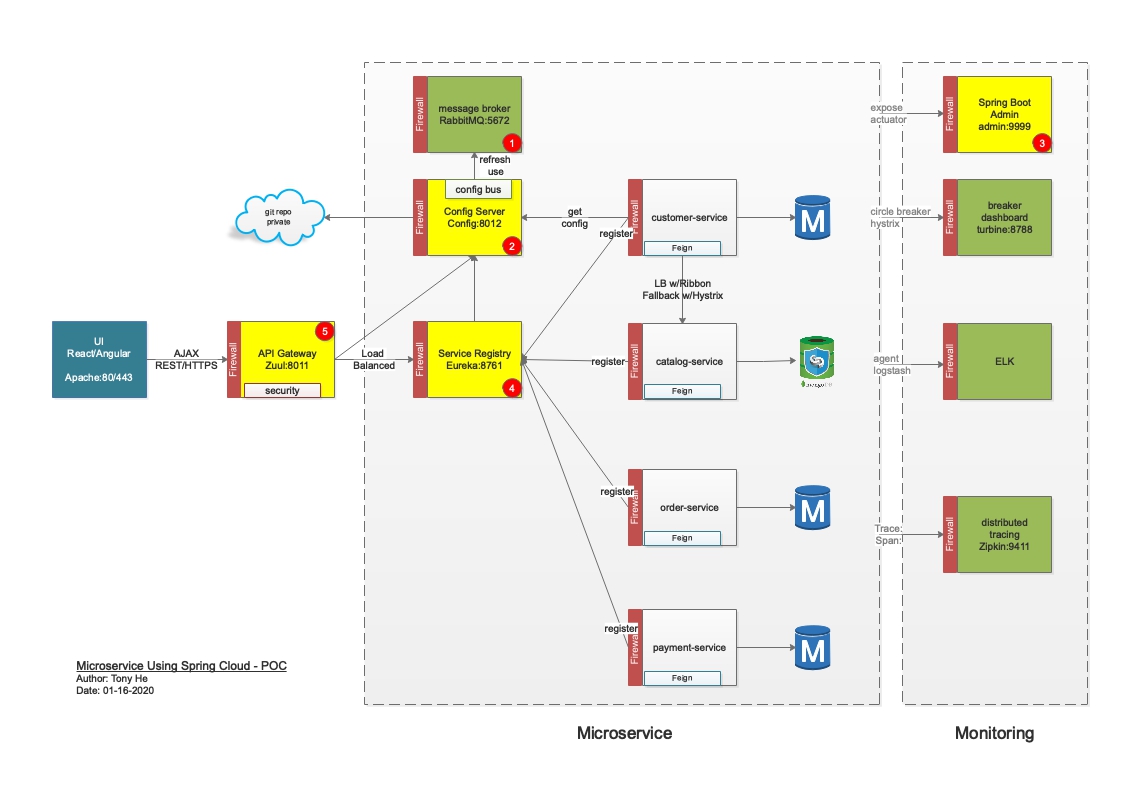 Firewall
message broker
RabbitMQ:5672
1
refresh
use
Firewall
config bus
Config Server
Config:8012
2
git repo
private
get
config
register
Firewall
customer-service
Feign
M
LB w/Ribbon
Fallback w/Hystrix
UI
React/Angular
Apache:80/443
AJAX
REST/HTTPS
Firewall
5
API Gateway
Zuul:8011
security
Load
Balanced
Firewall
Service Registry
Eureka:8761
4
register
Firewall
catalog-service
Feign
register
Firewall
order-service
Feign
M
register
Firewall
payment-service
Feign
M
expose
actuator
Firewall
Spring Boot
Admin
admin:9999
3
circle breaker
hystrix
Firewall
breaker
dashboard
turbine:8788
agent
logstash
Firewall
ELK
Trace:
Span:
Firewall
distributed
tracing
Zipkin:9411
Microservice Using Spring Cloud - POC
Author: Tony He
Date: 01-16-2020
Microservice
Monitoring